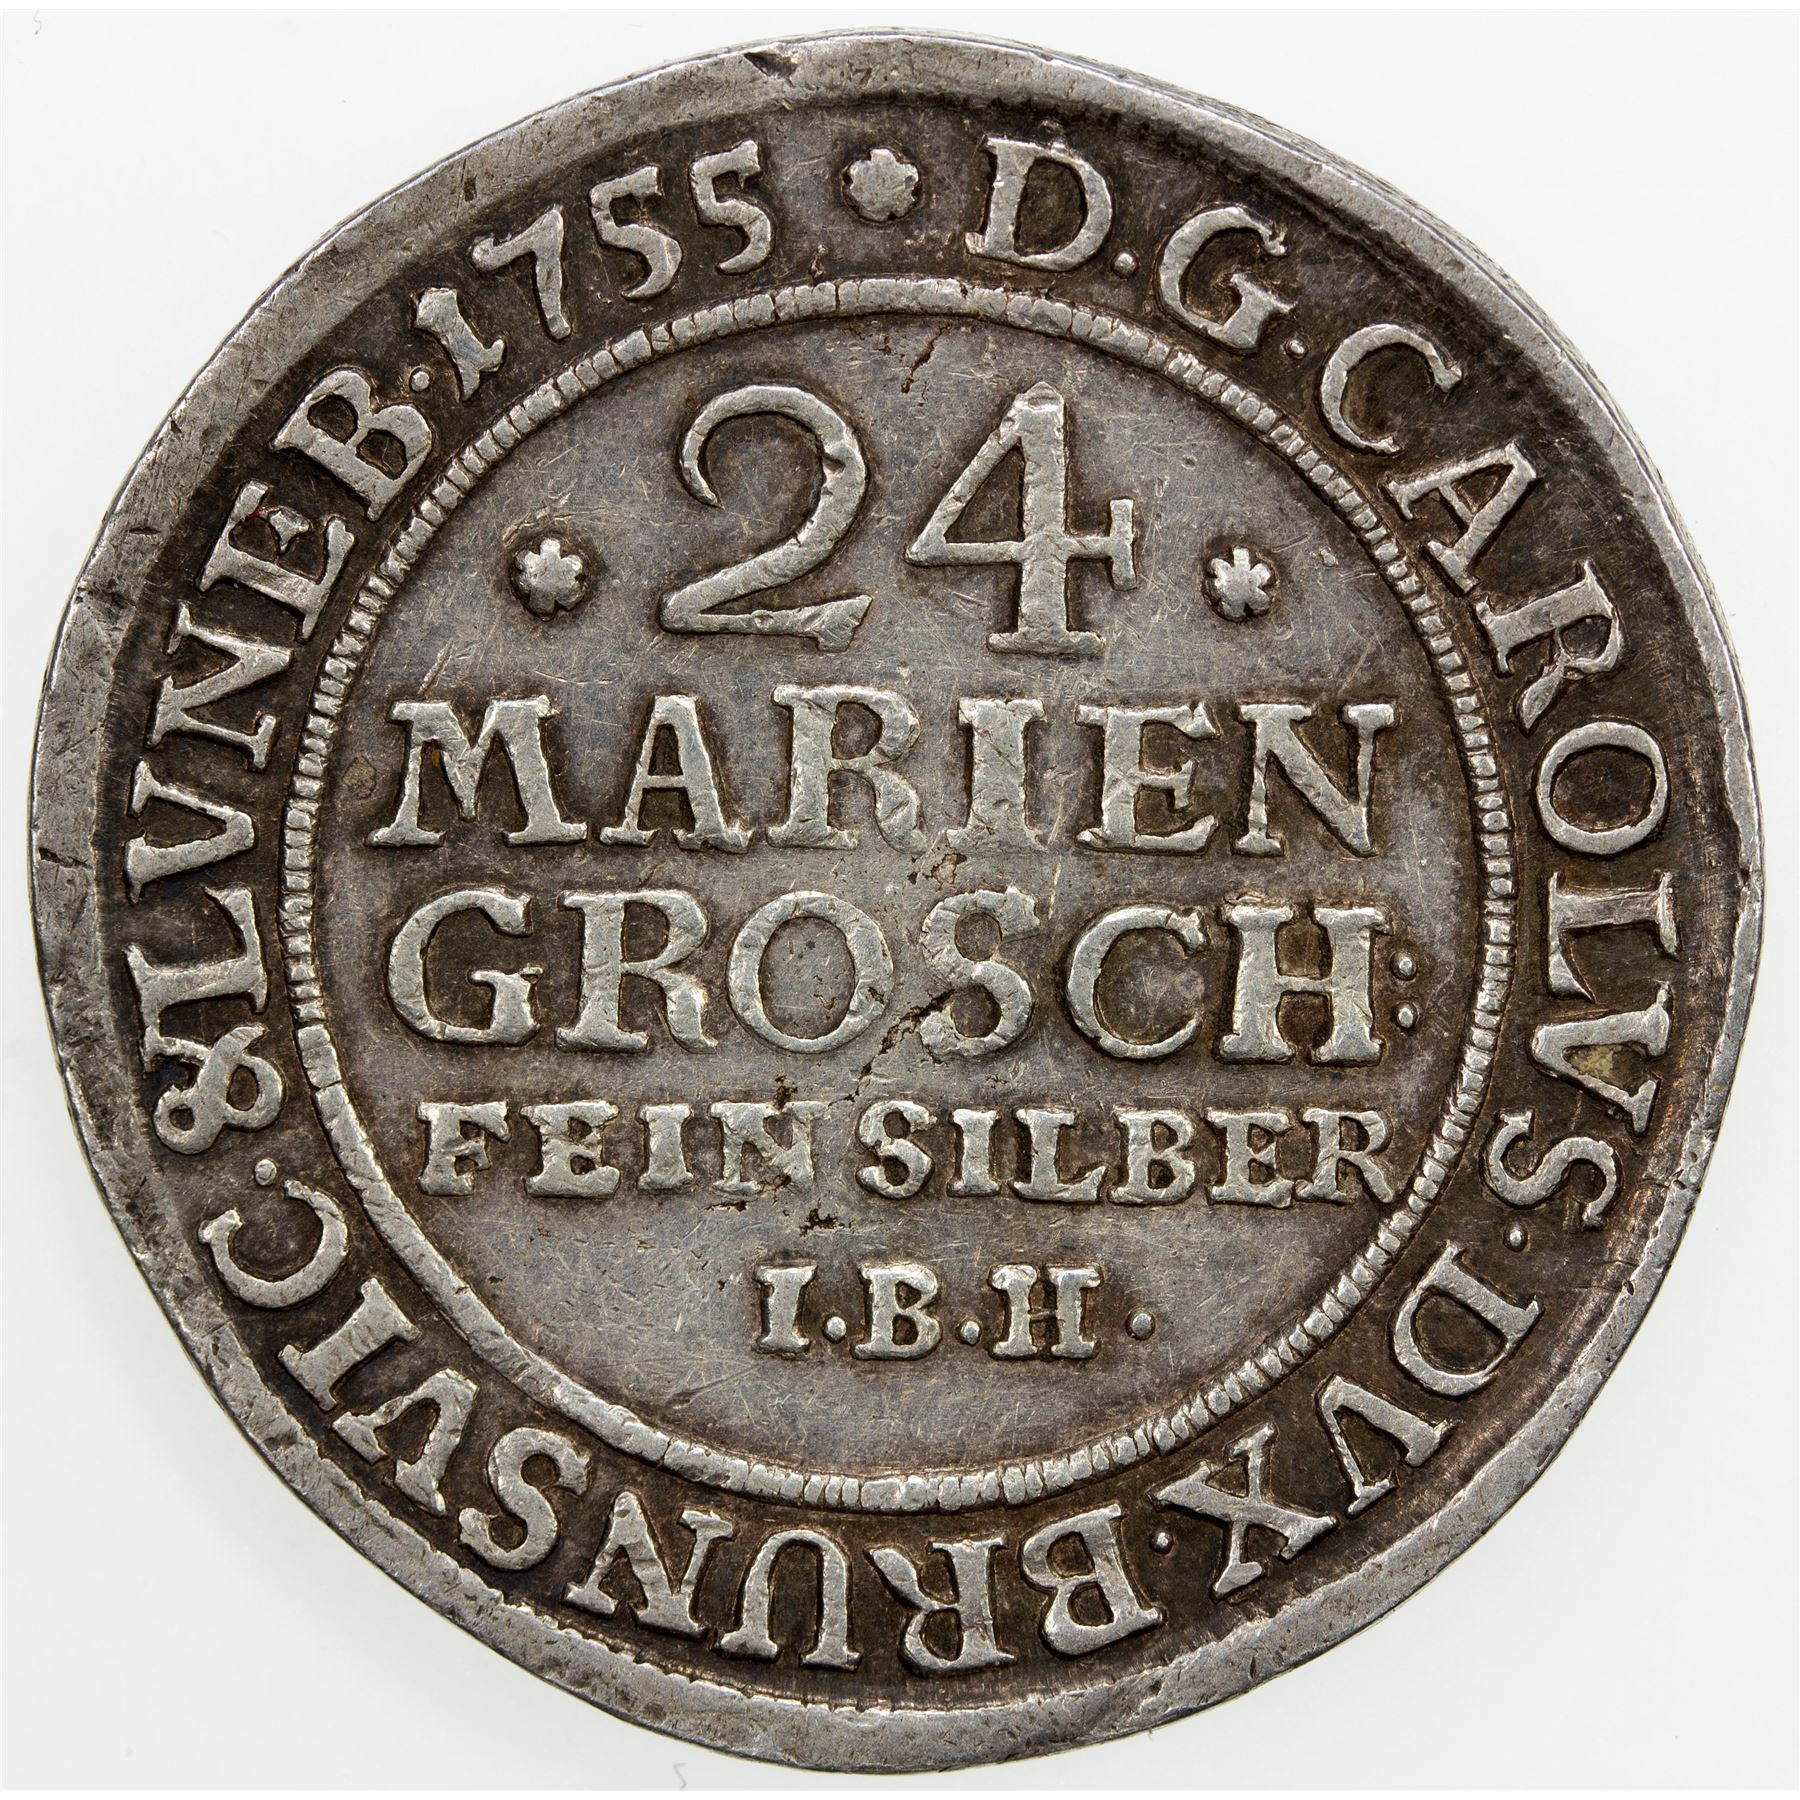 D.G.CAROLVS.DVX.BRUNSVIC.&LVNEB.1755
24
MARIEN
GROSCH:
FEIN SILBER
I.B.H.